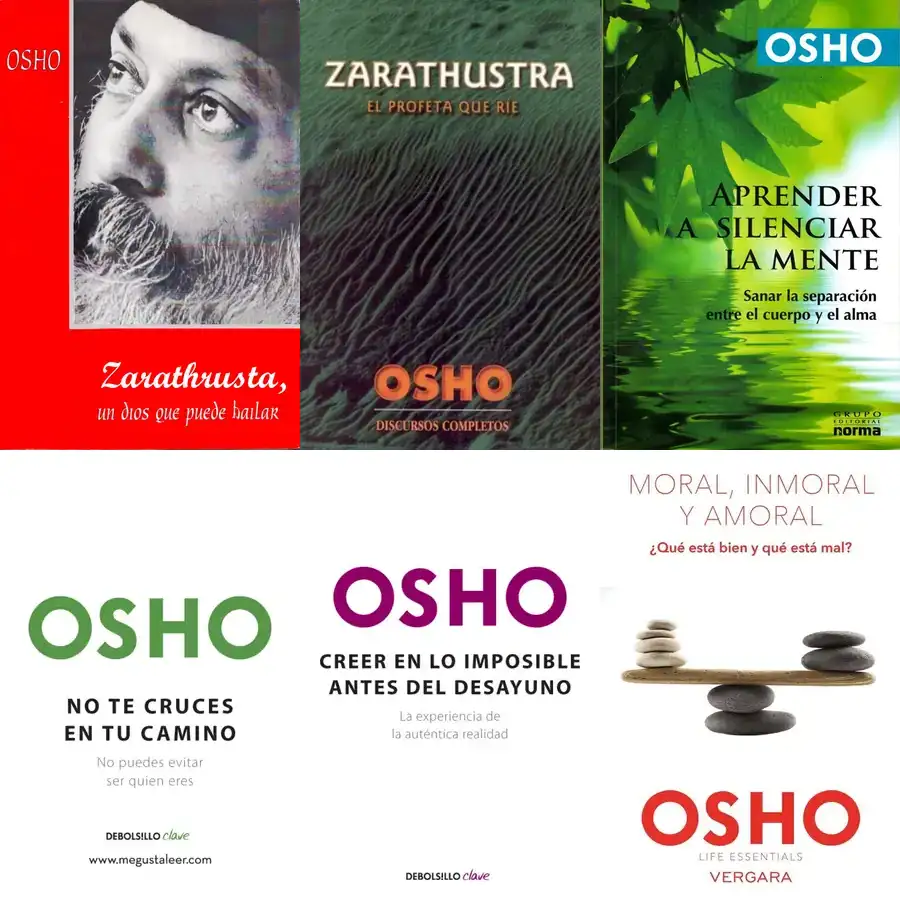 OSHO
Zarathrusta,
un dios que puede bailar
ZARATHUSTRA
EL PROFETA QUE RIE
OSHO
DISCURSOS COMPLETOS
OSHO
APRENDER
A SILENCIAR
LA MENTE
Sanar la separación
entre el cuerpo y el alma
GRUPO
EDITORIAL
norma
OSHO
NO TE CRUCES
EN TU CAMINO
No puedes evitar
ser quien eres
DEBOLS!LLO clave
www.megustaleer.com
OSHO
CREER EN LO IMPOSIBLE
ANTES DEL DESAYUNO
La experiencia de
la auténtica realidad
DEBOLS!LLO clave
MORAL, INMORAL
Y AMORAL
¿Qué está bien y qué está mal?
OSHO
LIFE ESSENTIALS
VERGARA